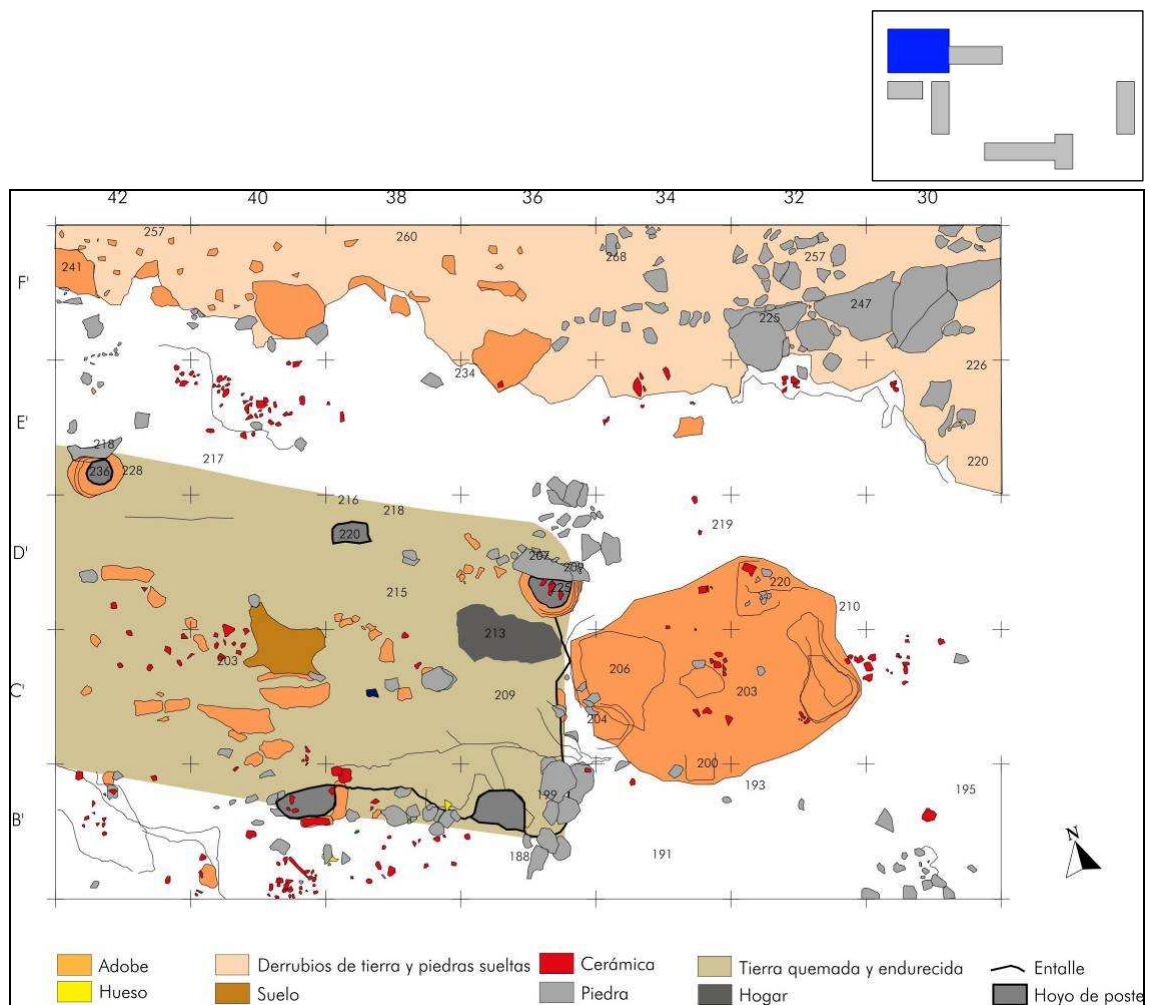 42 40 38 36 34 32 30
257 260 268 257
F' 241
247
225
234 226
E'
218 217 220
236 228
216 218 219
220
D' 207
209
225 220
215 210
213
203 206 203
C' 209
204
200 193
199 195
B'
188 191
N
Adobe Derrubios de tierra y piedras sueltas Cerámica Tierra quemada y endurecida Entalle
Hueso Suelo Piedra Hogar Hoyo de poste